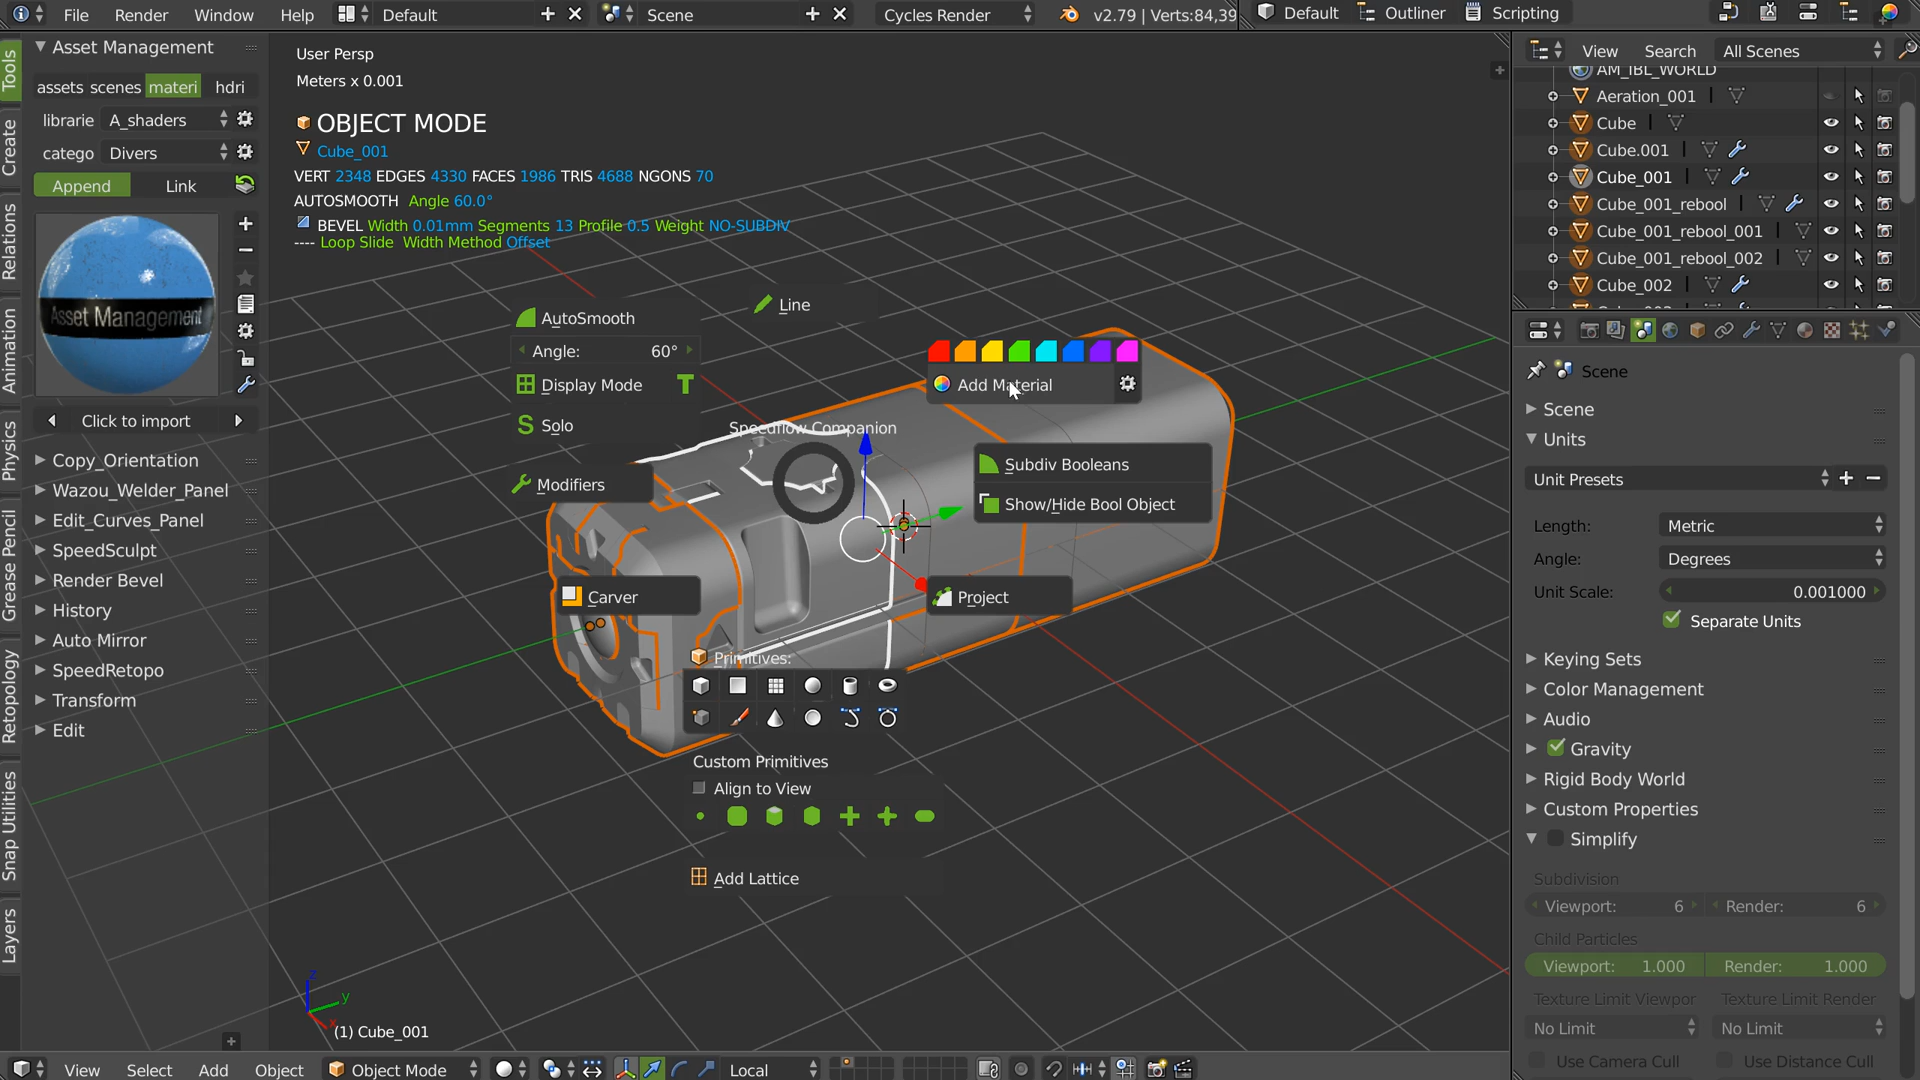 File Render Window Help Default Scene Cycles Render v2.79 | Verts:84,39 Default Outliner Scripting
Tools
Create
Relations
Animation
Physics
Grease Pencil
Retopology
Snap Utilities
Layers
Asset Management
assets scenes materi hdri
librarie A_shaders
catego Divers
Append Link
Asset Management
Click to import
Copy_Orientation
Wazou_Welder_Panel
Edit_Curves_Panel
SpeedSculpt
Render Bevel
History
Auto Mirror
SpeedRetopo
Transform
Edit
User Persp
Meters x 0.001
OBJECT MODE
Cube_001
VERT 2348 EDGES 4330 FACES 1986 TRIS 4688 NGONS 70
AUTOSMOOTH Angle 60.0°
BEVEL Width 0.01mm Segments 13 Profile 0.5 Weight NO-SUBDIV
---- Loop Slide Width Method Offset
Line
AutoSmooth
Angle: 60°
Display Mode T
S Solo
Add Material
Speedflow Companion
Modifiers
Subdiv Booleans
Show/Hide Bool Object
Carver
Project
Primitives:
Custom Primitives
Align to View
Add Lattice
z
y
x
(1) Cube_001
View Select Add Object Object Mode Local
View Search All Scenes
AM_IBL_WORLD
Aeration_001
Cube
Cube.001
Cube_001
Cube_001_rebool
Cube_001_rebool_001
Cube_001_rebool_002
Cube_002
Scene
Scene
Units
Unit Presets
Length: Metric
Angle: Degrees
Unit Scale: 0.001000
Separate Units
Keying Sets
Color Management
Audio
Gravity
Rigid Body World
Custom Properties
Simplify
Subdivision
Viewport: 6 Render: 6
Child Particles
Viewport: 1.000 Render: 1.000
Texture Limit Viewpor Texture Limit Render
No Limit No Limit
Use Camera Cull Use Distance Cull